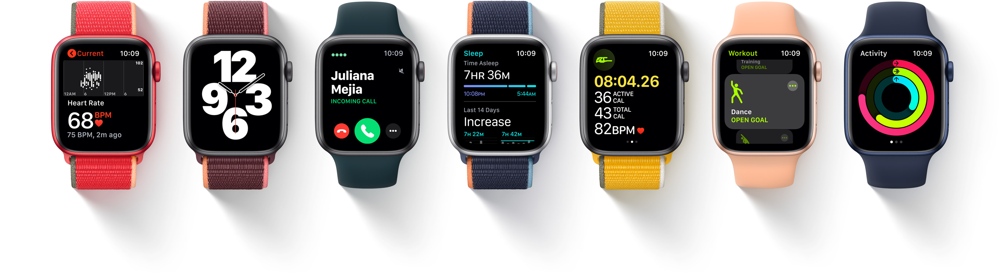 Current 10:09
102
52
12AM 6 12PM 6
Heart Rate
68 BPM
75 BPM, 2m ago
12
9 3
6
10:09
Juliana
Mejia
INCOMING CALL
Sleep 10:09
Time Asleep
7HR 36M
10:08PM 5:44AM
Last 14 Days
Increase
7H 22M 7H 42M
10:09
08:04.26
36 ACTIVE
CAL
43 TOTAL
CAL
82BPM
Workout 10:09
Training
OPEN GOAL
Dance
OPEN GOAL
Activity 10:09